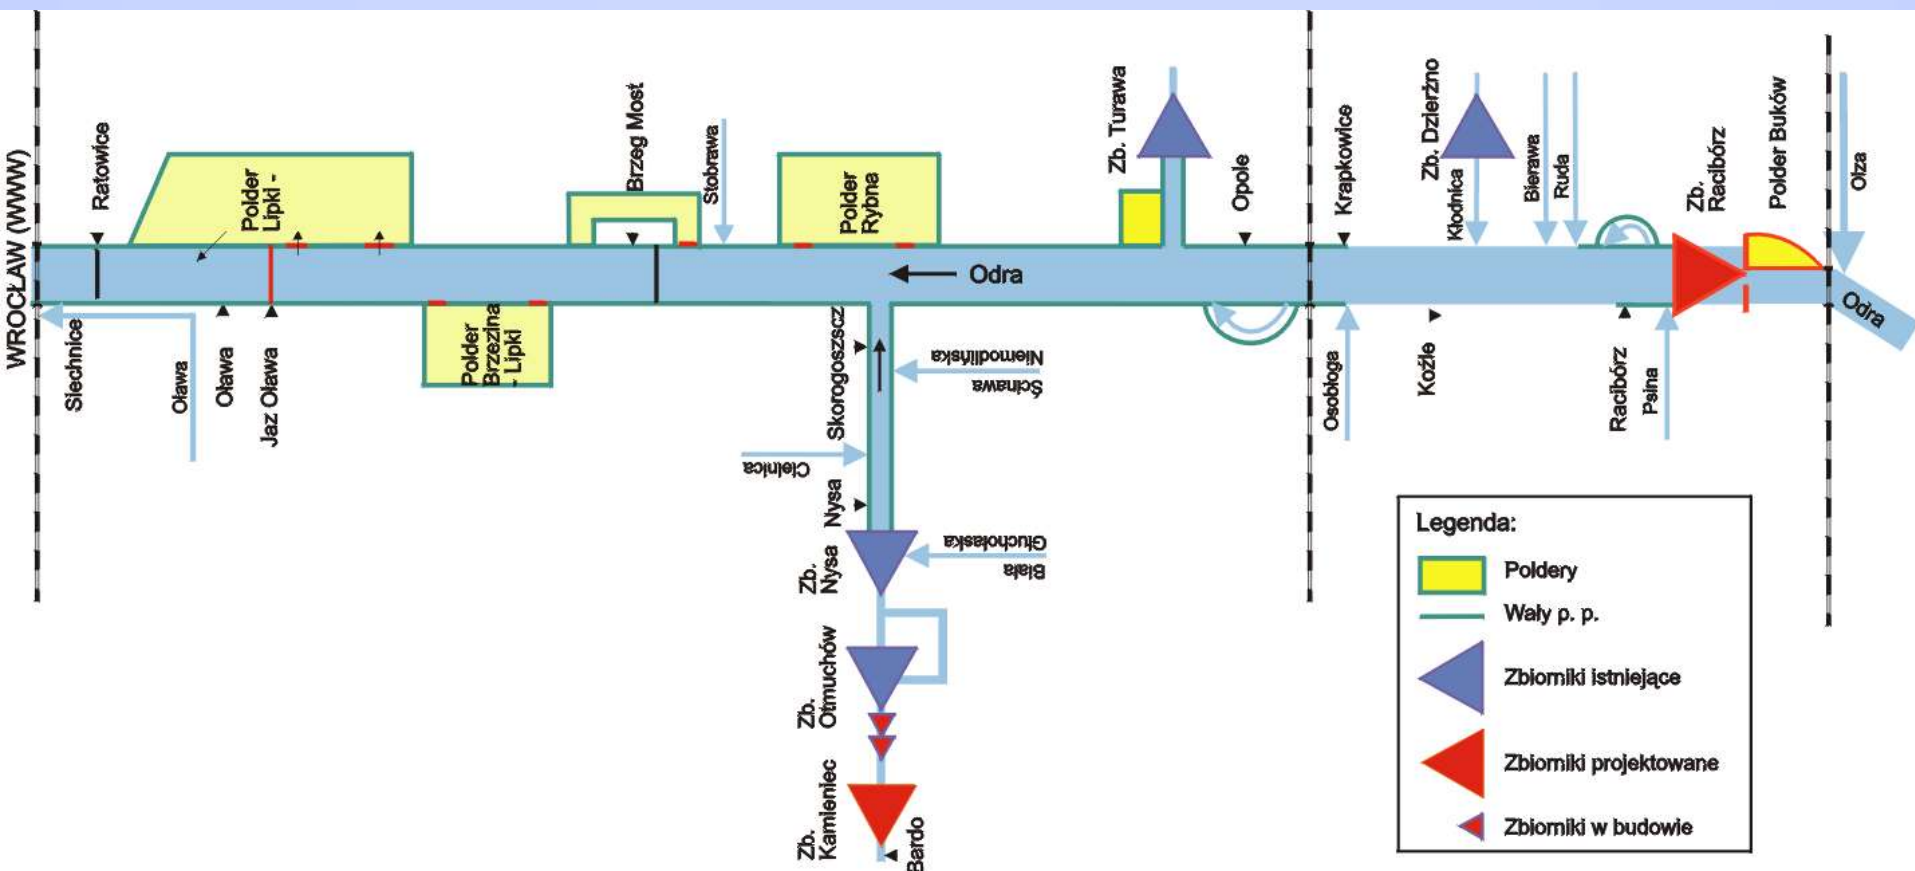 WROCŁAW (WWW)
Ratowice
Polder
Lipki -
Brzeg Most
Stobrawa
Polder
Rybna
Zb. Turawa
Opole
Krapkowice
Zb. Dzierżno
Kłodnica
Bierawa
Ruda
Zb.
Racibórz
Polder Buków
Olza
Odra
Odra
Siechnice
Oława
Oława
Jaz Oława
Polder
Brzezina
- Lipki
Skorogoszscz
Niemodlińska
Ścinawa
Cielnica
Nysa
Zb.
Nysa
Głuchołaska
Biała
Zb.
Otmuchów
Zb.
Kamieniec
Bardo
Osobłoga
Koźle
Racibórz
Psina
Legenda:
Poldery
Wały p. p.
Zbiorniki istniejące
Zbiorniki projektowane
Zbiorniki w budowie